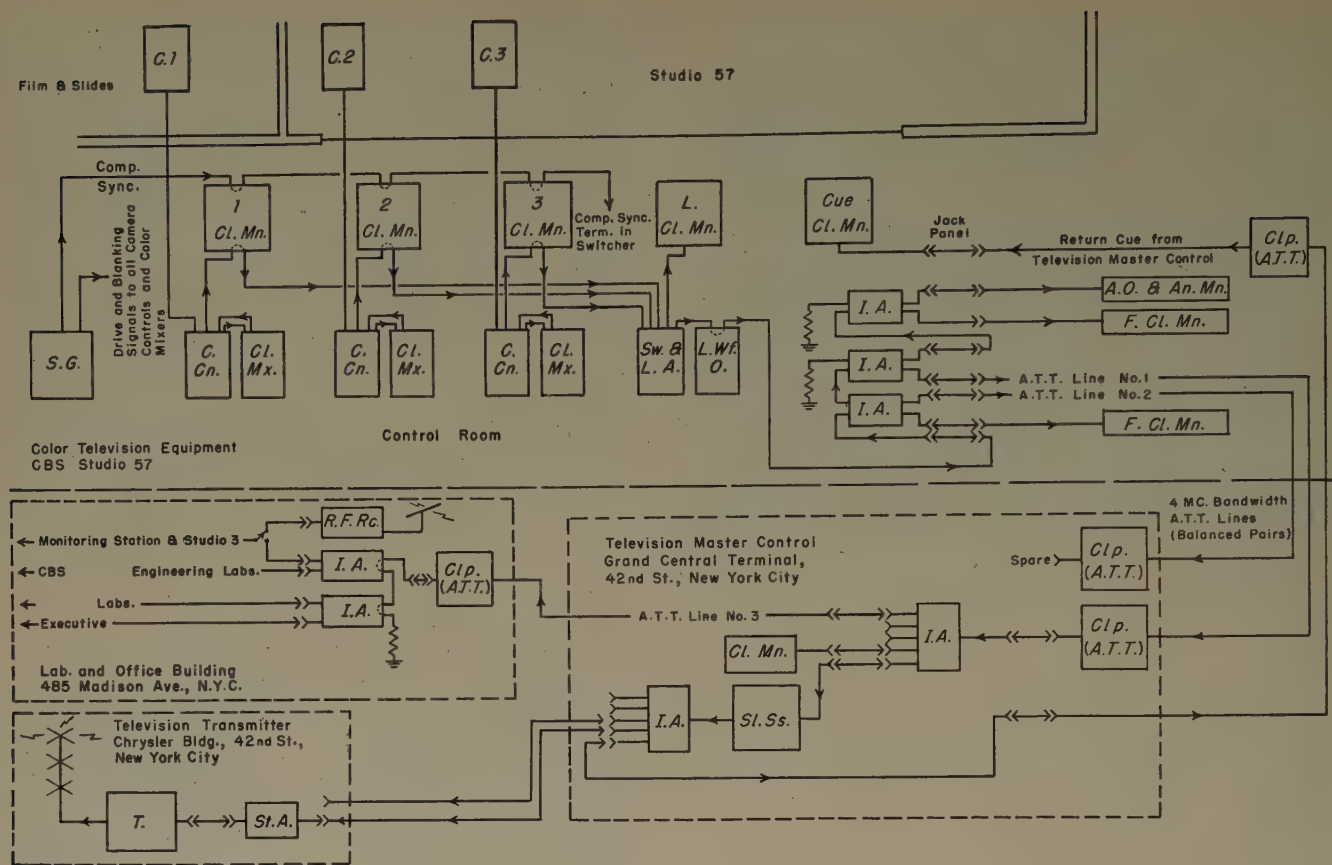 C.1
C.2
C.3
Film & Slides
Studio 57
Comp.
Sync.
Drive and Blanking
Signals to all Camera
Controls and Color
Mixers
1
Cl. Mn.
2
Cl. Mn.
3
Cl. Mn.
Comp. Sync.
Term. in
Switcher
L.
Cl. Mn.
Cue
Cl. Mn.
Jack
Panel
Return Cue from
Television Master Control
Clp.
(A.T.T.)
I.A.
A.O. & An. Mn.
F. Cl. Mn.
S.G.
C.
Cn.
Cl.
Mx.
C.
Cn.
Cl.
Mx.
C.
Cn.
Cl.
Mx.
Sw. &
L. A.
L. Wf.
O.
I.A.
A.T.T. Line No.1
A.T.T. Line No.2
I.A.
F. Cl. Mn.
Control Room
Color Television Equipment
CBS Studio 57
4 MC. Bandwidth
A.T.T. Lines
(Balanced Pairs)
R.F. Rc.
Monitoring Station & Studio 3
CBS Engineering Labs.
I.A.
Clp.
(A.T.T.)
Labs.
Executive
I.A.
Lab. and Office Building
485 Madison Ave., N.Y.C.
Television Master Control
Grand Central Terminal,
42nd St., New York City
Spare
Clp.
(A.T.T.)
A.T.T. Line No. 3
I.A.
Clp.
(A.T.T.)
Cl. Mn.
I.A.
Sl. Ss.
Television Transmitter
Chrysler Bldg., 42nd St.,
New York City
T.
St. A.